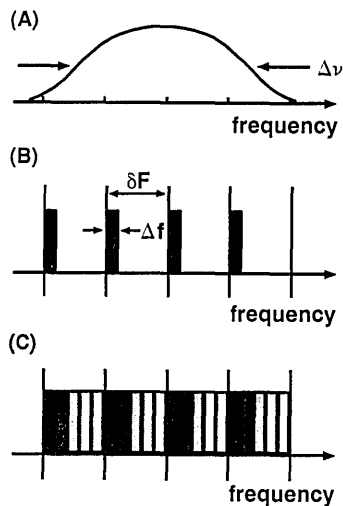 (A)
Δν
frequency
(B)
δF
Δf
frequency
(C)
frequency